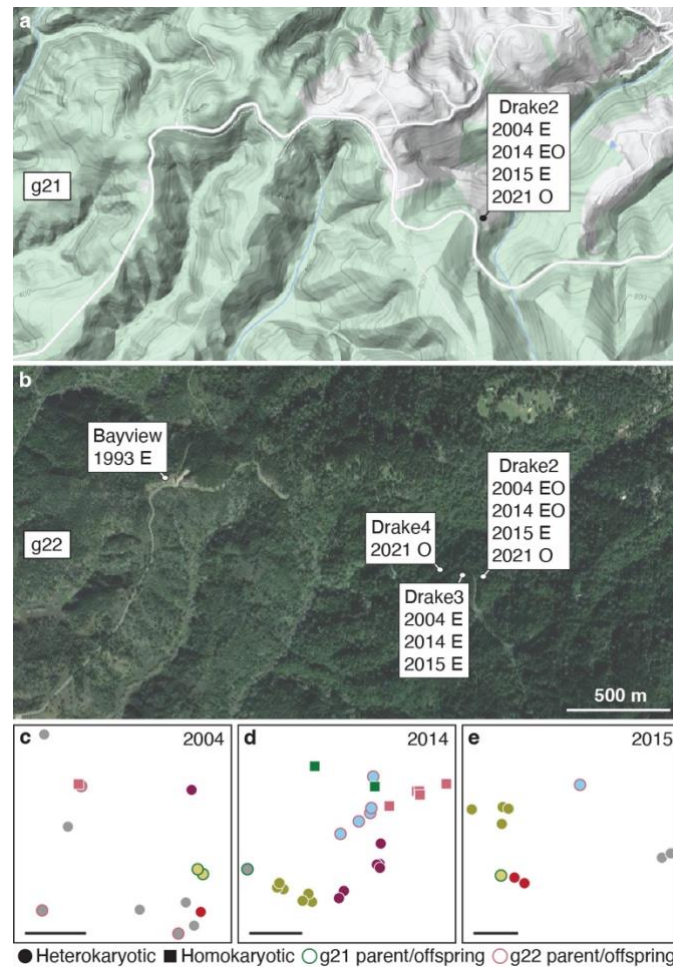 a
Drake2
2004 E
2014 EO
2015 E
2021 O
g21
b
Bayview
1993 E
Drake2
2004 EO
2014 EO
2015 E
2021 O
g22
Drake4
2021 O
Drake3
2004 E
2014 E
2015 E
500 m
c 2004
d 2014
e 2015
Heterokaryotic Homokaryotic g21 parent/offspring g22 parent/offspring